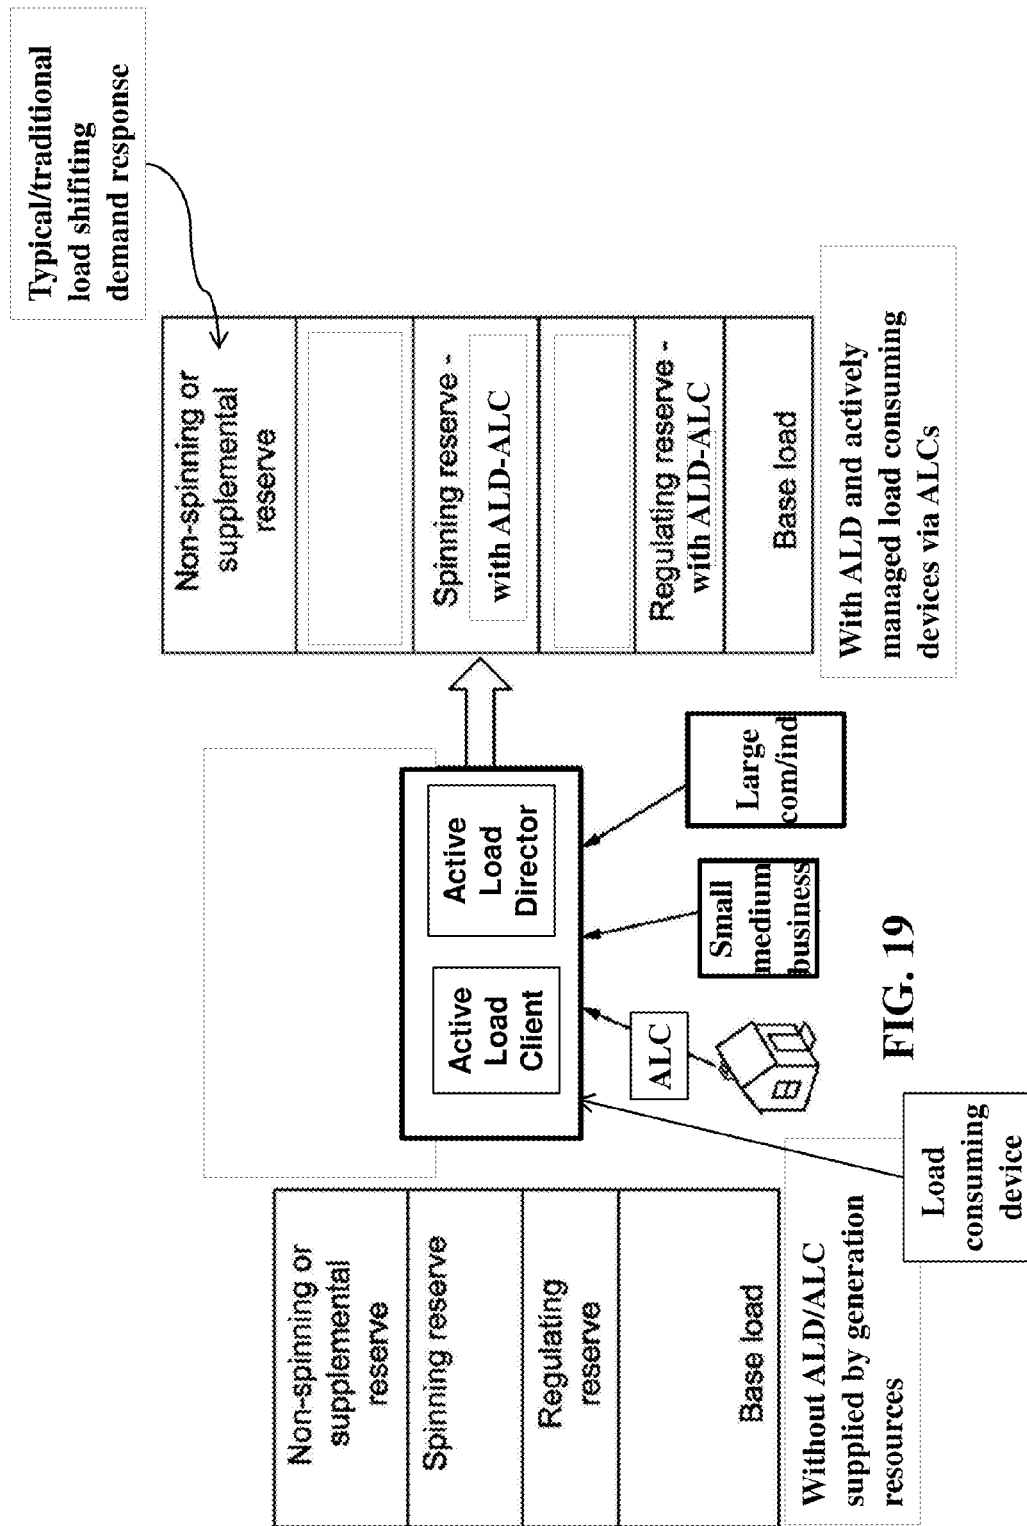 Typical/traditional
load shifiting
demand response
Non-spinning or
supplemental
reserve
Spinning reserve
Regulating
reserve
Base load
Without ALD/ALC
supplied by generation
resources
Active
Load
Client
Active
Load
Director
Load
consuming
device
ALC
Small
medium
business
Large
com/ind
Non-spinning or
supplemental
reserve
Spinning reserve -
with ALD-ALC
Regulating reserve -
with ALD-ALC
Base load
With ALD and actively
managed load consuming
devices via ALCs
FIG. 19